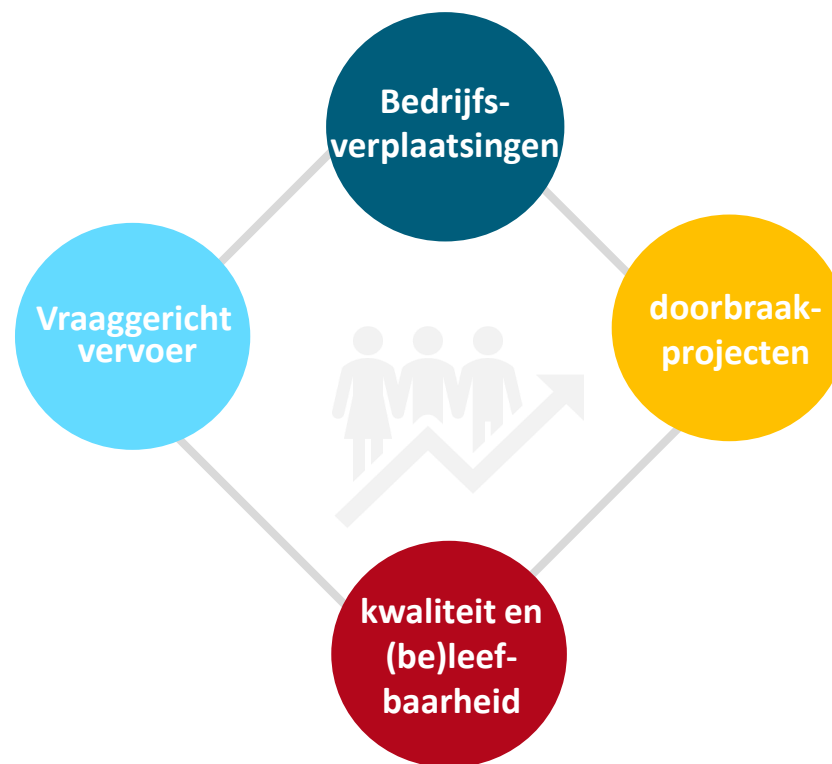 Bedrijfs-
verplaatsingen
Vraaggericht
vervoer
doorbraak-
projecten
kwaliteit en
(be)leef-
baarheid